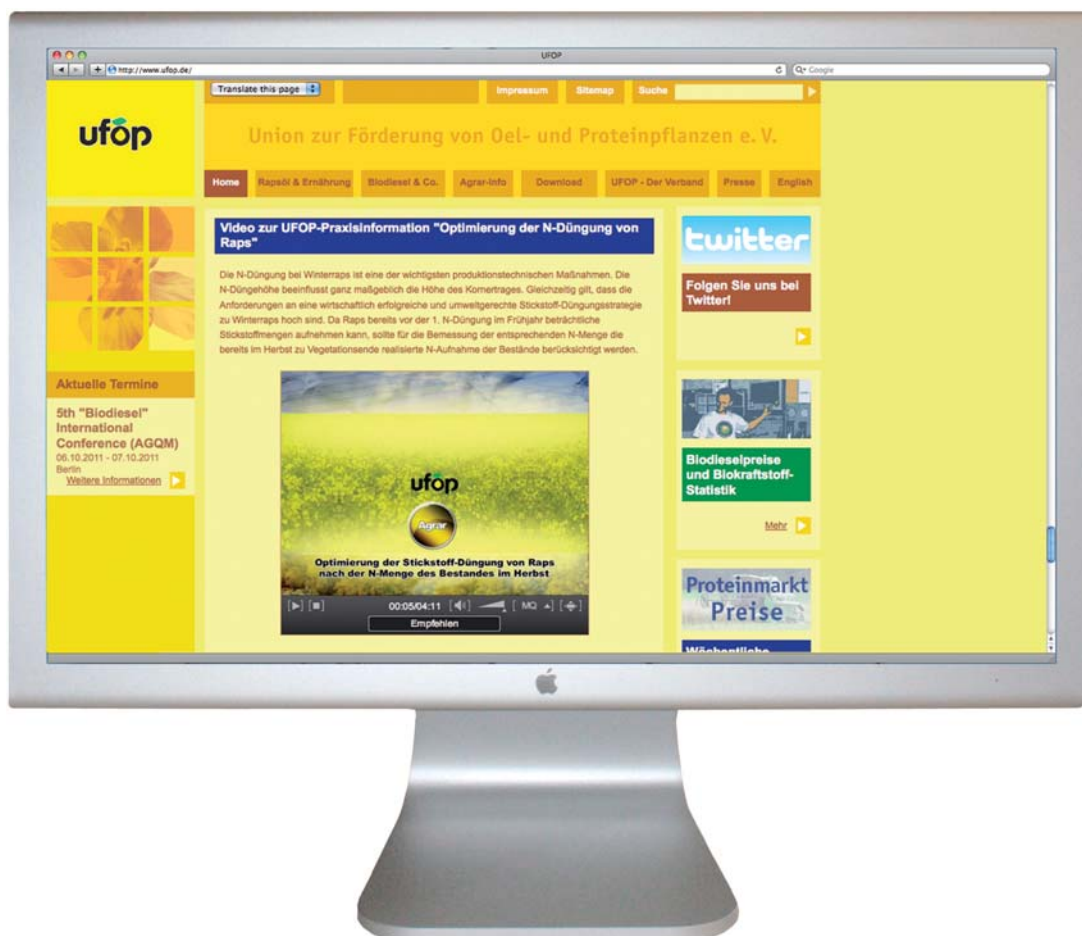 UFOP
http://www.ufop.de/
Google
Translate this page
Impressum
Sitemap
Suche
ufop
Union zur Förderung von Oel- und Proteinpflanzen e. V.
Home
Rapsöl & Ernährung
Biodiesel & Co.
Agrar-Info
Download
UFOP - Der Verband
Presse
English
Video zur UFOP-Praxisinformation "Optimierung der N-Düngung von
Raps"
Die N-Düngung bei Winterraps ist eine der wichtigsten produktionstechnischen Maßnahmen. Die
N-Düngehöhe beeinflusst ganz maßgeblich die Höhe des Kornertrages. Gleichzeitig gilt, dass die
Anforderungen an eine wirtschaftlich erfolgreiche und umweltgerechte Stickstoff-Düngungsstrategie
zu Winterraps hoch sind. Da Raps bereits vor der 1. N-Düngung im Frühjahr beträchtliche
Stickstoffmengen aufnehmen kann, sollte für die Bemessung der entsprechenden N-Menge die
bereits im Herbst zu Vegetationsende realisierte N-Aufnahme der Bestände berücksichtigt werden.
ufop
Agrar
Optimierung der Stickstoff-Düngung von Raps
nach der N-Menge des Bestandes im Herbst
00:05/04:11
MQ
Empfehlen
Aktuelle Termine
5th "Biodiesel"
International
Conference (AGQM)
06.10.2011 - 07.10.2011
Berlin
Weitere Informationen
twitter
Folgen Sie uns bei
Twitter!
Biodieselpreise
und Biokraftstoff-
Statistik
Mehr
Proteinmarkt
Preise
Wöchentliche